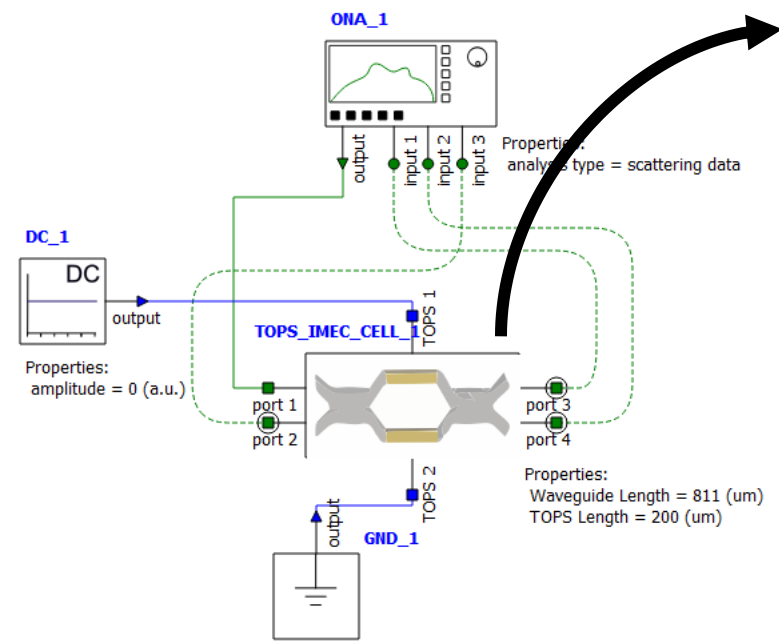 ONA_1
output
input 1
input 2
input 3
Properties:
analysis type = scattering data
DC_1
DC
output
Properties:
amplitude = 0 (a.u.)
TOPS 1
TOPS_IMEC_CELL_1
port 1
port 2
port 3
port 4
TOPS 2
Properties:
Waveguide Length = 811 (um)
TOPS Length = 200 (um)
output
GND_1